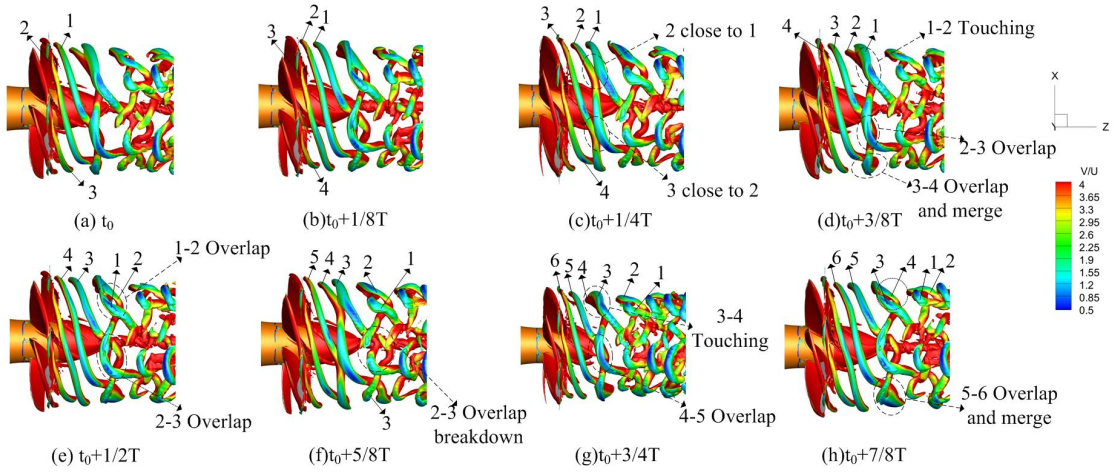 2 1
3
(a) t0
3 2 1
4
(b)t0+1/8T
3 2 1
2 close to 1
4
3 close to 2
(c)t0+1/4T
4 3 2 1
1-2 Touching
2-3 Overlap
3-4 Overlap
and merge
(d)t0+3/8T
X
Y
Z
V/U
4
3.65
3.3
2.95
2.6
2.25
1.9
1.55
1.2
0.85
0.5
4 3 1 2
1-2 Overlap
2-3 Overlap
(e) t0+1/2T
5 4 3 2 1
3
2-3 Overlap
breakdown
(f)t0+5/8T
6 5 4 3 2 1
3-4
Touching
4-5 Overlap
(g)t0+3/4T
6 5 3 4 1 2
5-6 Overlap
and merge
(h)t0+7/8T